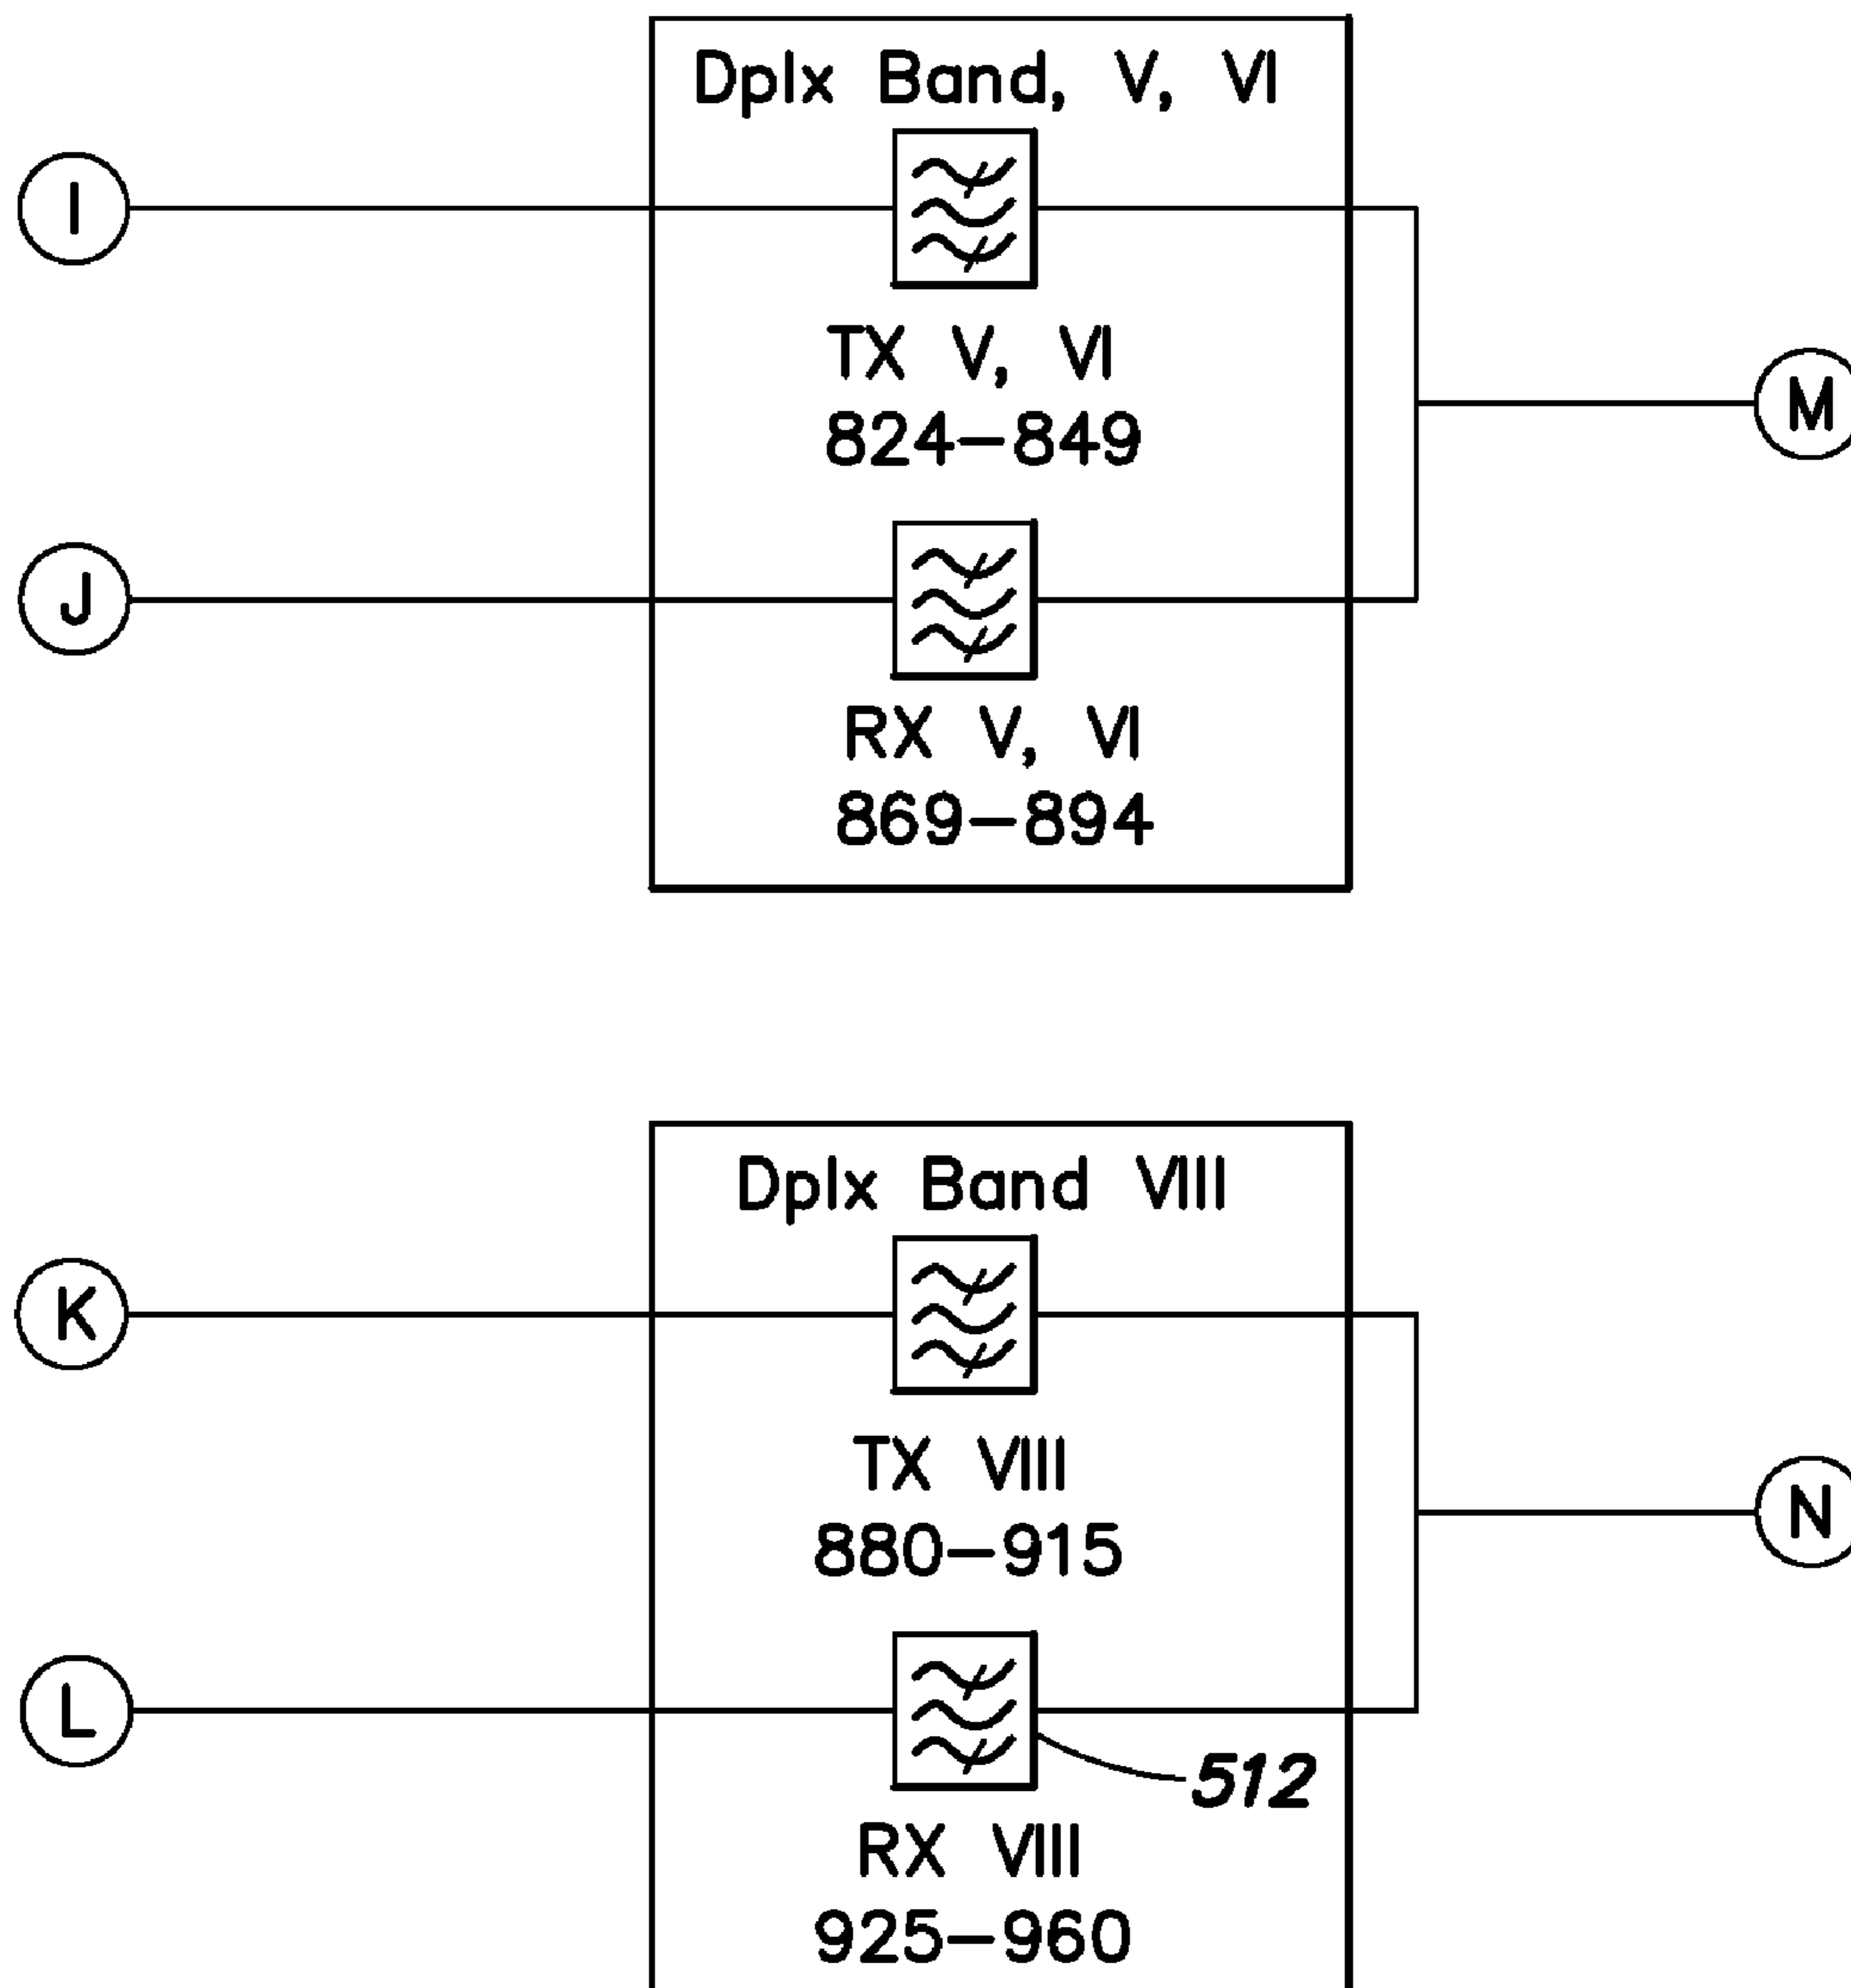 Dplx Band, V, VI
I
TX V, VI
824-849
M
J
RX V, VI
869-894
Dplx Band VIII
K
TX VIII
880-915
N
L
512
RX VIII
925-960